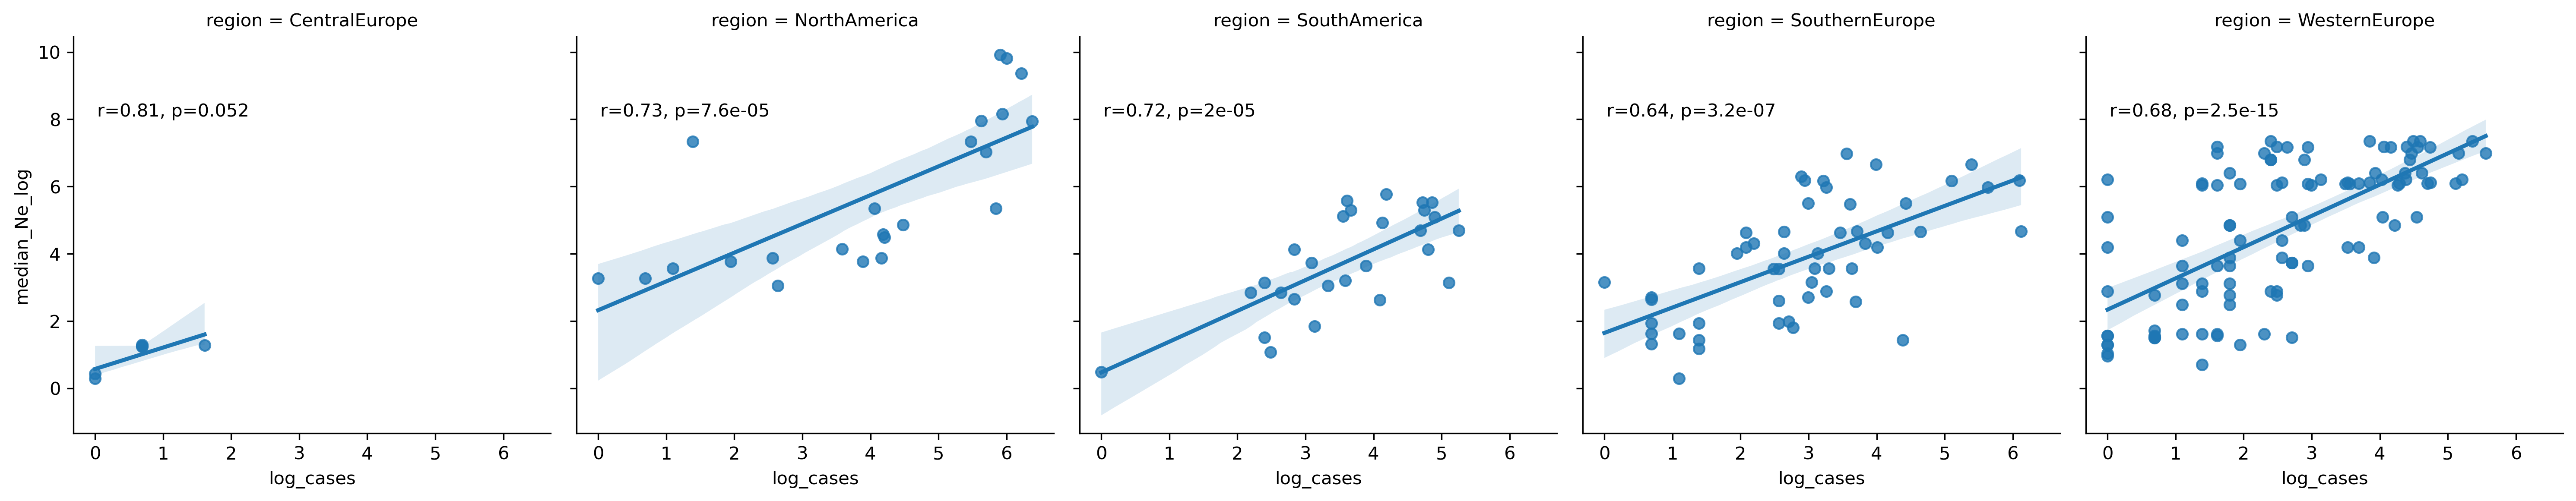 region = CentralEurope
region = NorthAmerica
region = SouthAmerica
region = SouthernEurope
region = WesternEurope
10
8
6
4
2
0
median_Ne_log
r=0.81, p=0.052
r=0.73, p=7.6e-05
r=0.72, p=2e-05
r=0.64, p=3.2e-07
r=0.68, p=2.5e-15
0 1 2 3 4 5 6
0 1 2 3 4 5 6
0 1 2 3 4 5 6
0 1 2 3 4 5 6
0 1 2 3 4 5 6
log_cases
log_cases
log_cases
log_cases
log_cases